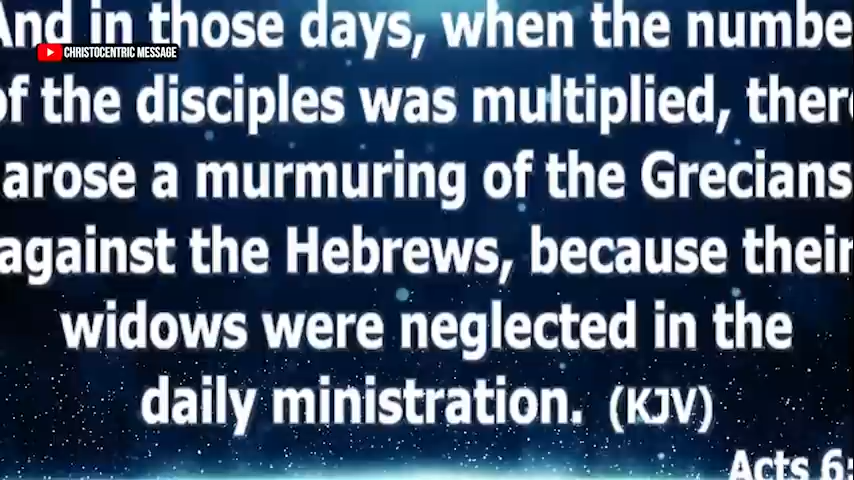 And in those days, when the numbe
CHRISTOCENTRIC MESSAGE
of the disciples was multiplied, there
arose a murmuring of the Grecians
against the Hebrews, because their
widows were neglected in the
daily ministration. (KJV)
Acts 6: